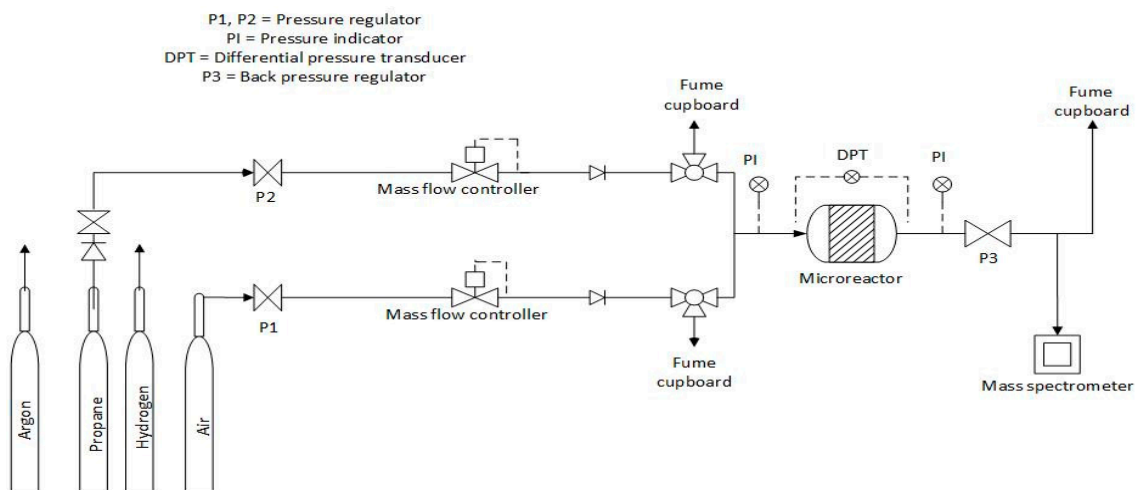 P1, P2 = Pressure regulator
PI = Pressure indicator
DPT = Differential pressure transducer
P3 = Back pressure regulator
Fume
cupboard
Fume
cupboard
PI
DPT
PI
P2
Mass flow controller
Microreactor
P3
P1
Mass flow controller
Fume
cupboard
Mass spectrometer
Argon
Propane
Hydrogen
Air